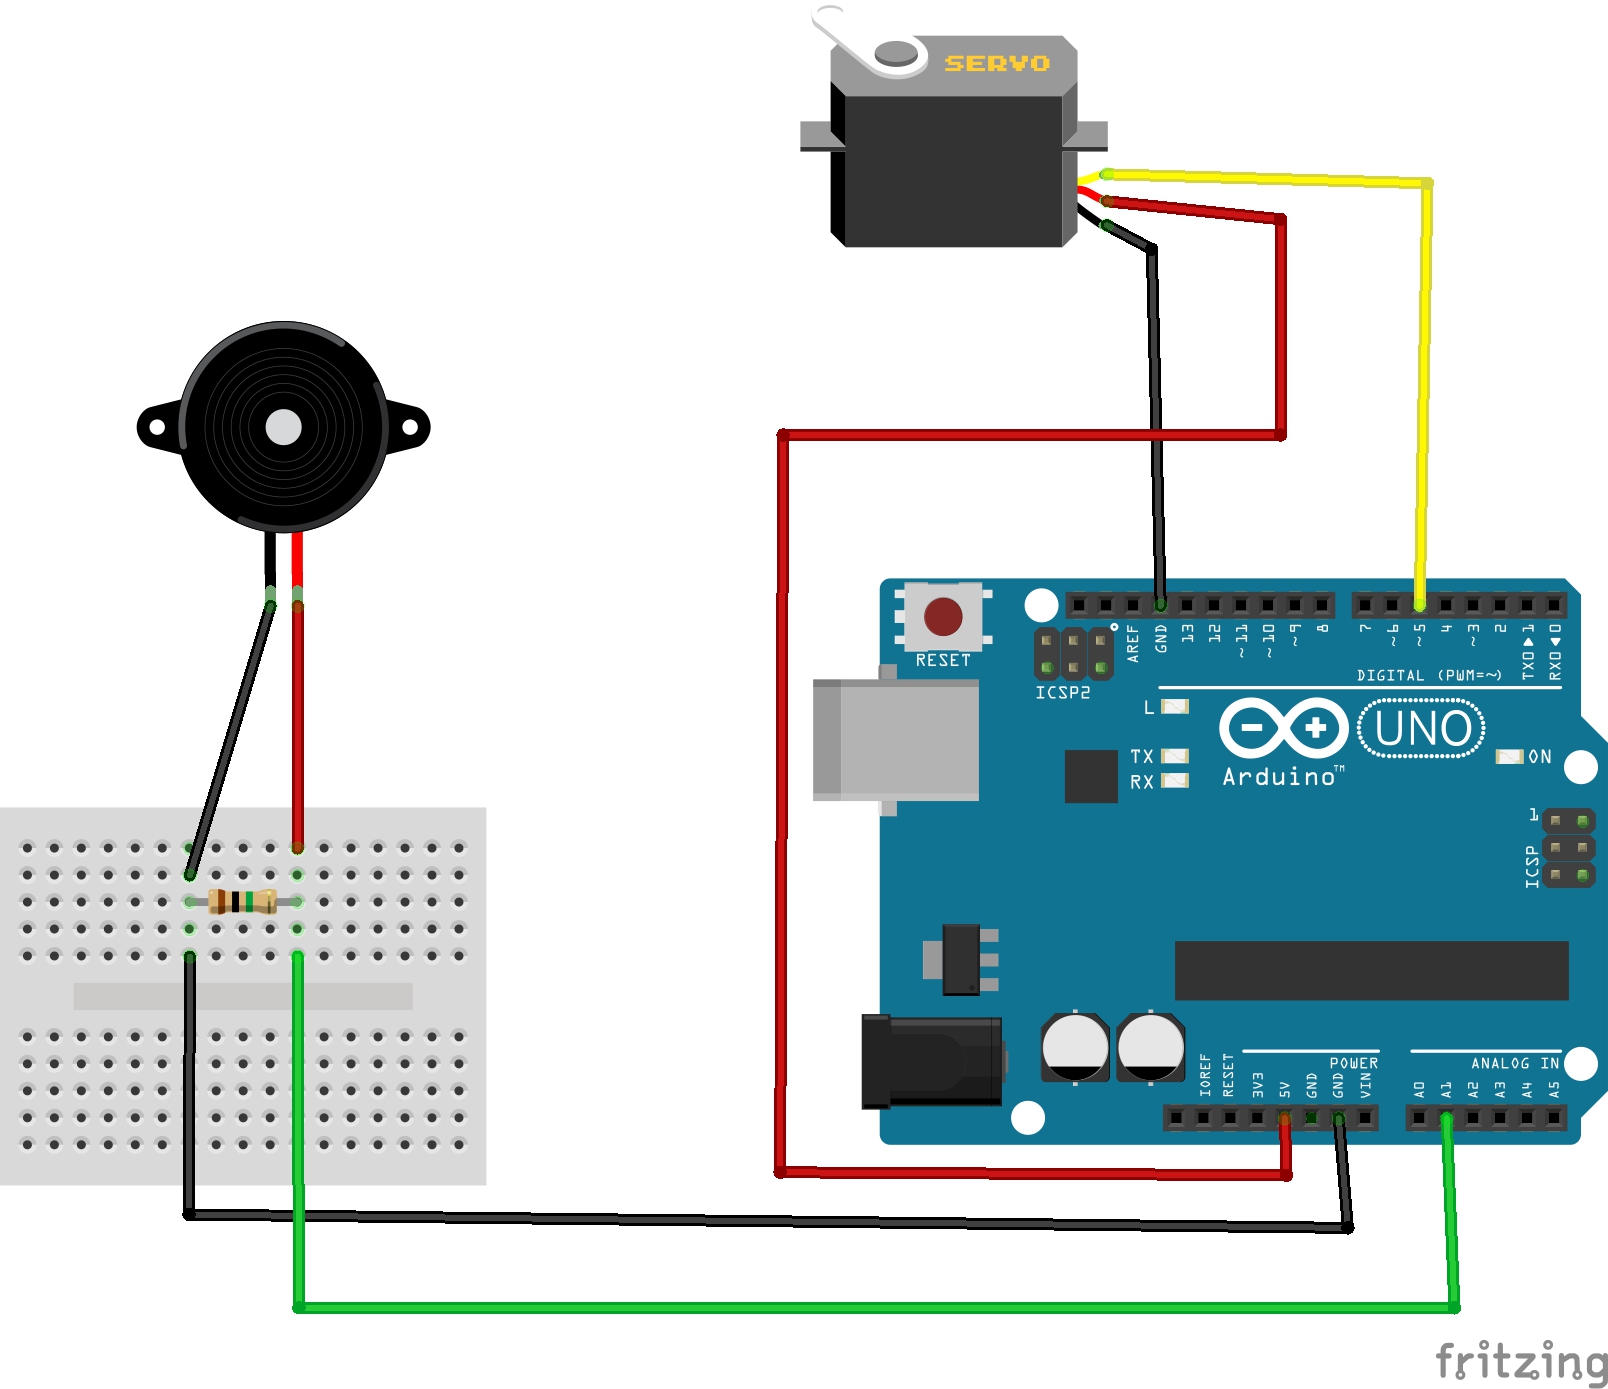 SERVO
RESET
ICSP2
AREF
GND
13
12
~11
~10
~9
8
7
~6
~5
4
~3
2
TX0▶1
RX0◀0
DIGITAL (PWM=~)
L
TX
RX
Arduino™
UNO
ON
1
ICSP
IOREF
RESET
3V3
5V
GND
GND
VIN
POWER
A0
A1
A2
A3
A4
A5
ANALOG IN
fritzing